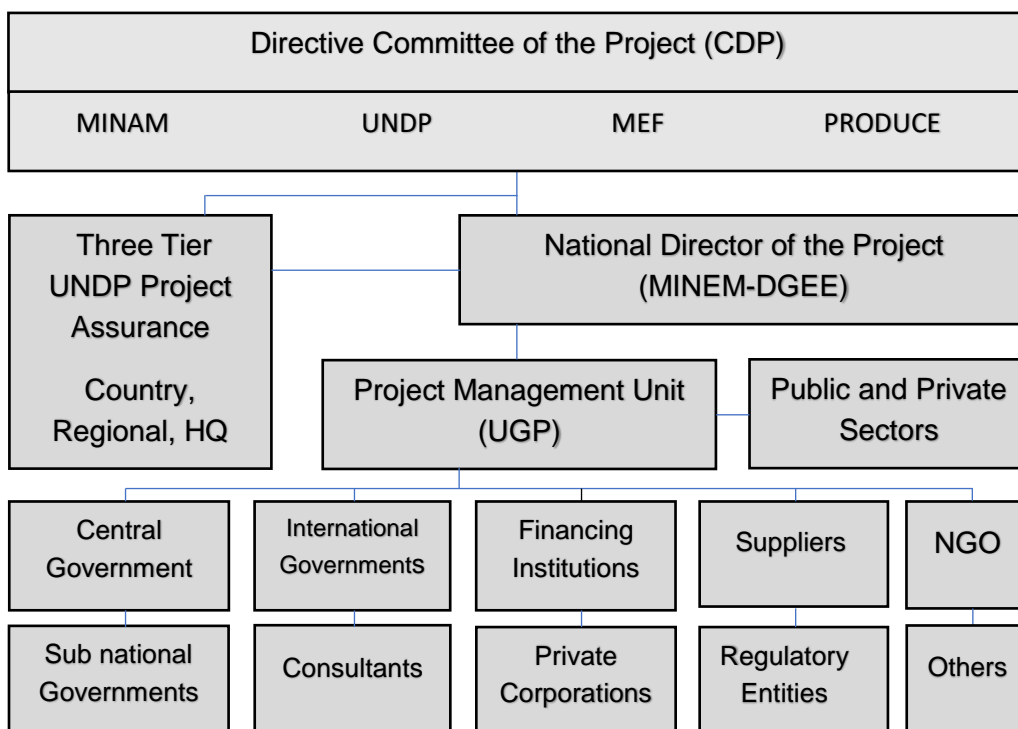 Directive Committee of the Project (CDP)
MINAM UNDP MEF PRODUCE
Three Tier
UNDP Project
Assurance
Country,
Regional, HQ
National Director of the Project
(MINEM-DGEE)
Project Management Unit
(UGP)
Public and Private
Sectors
Central
Government
International
Governments
Financing
Institutions
Suppliers
NGO
Sub national
Governments
Consultants
Private
Corporations
Regulatory
Entities
Others